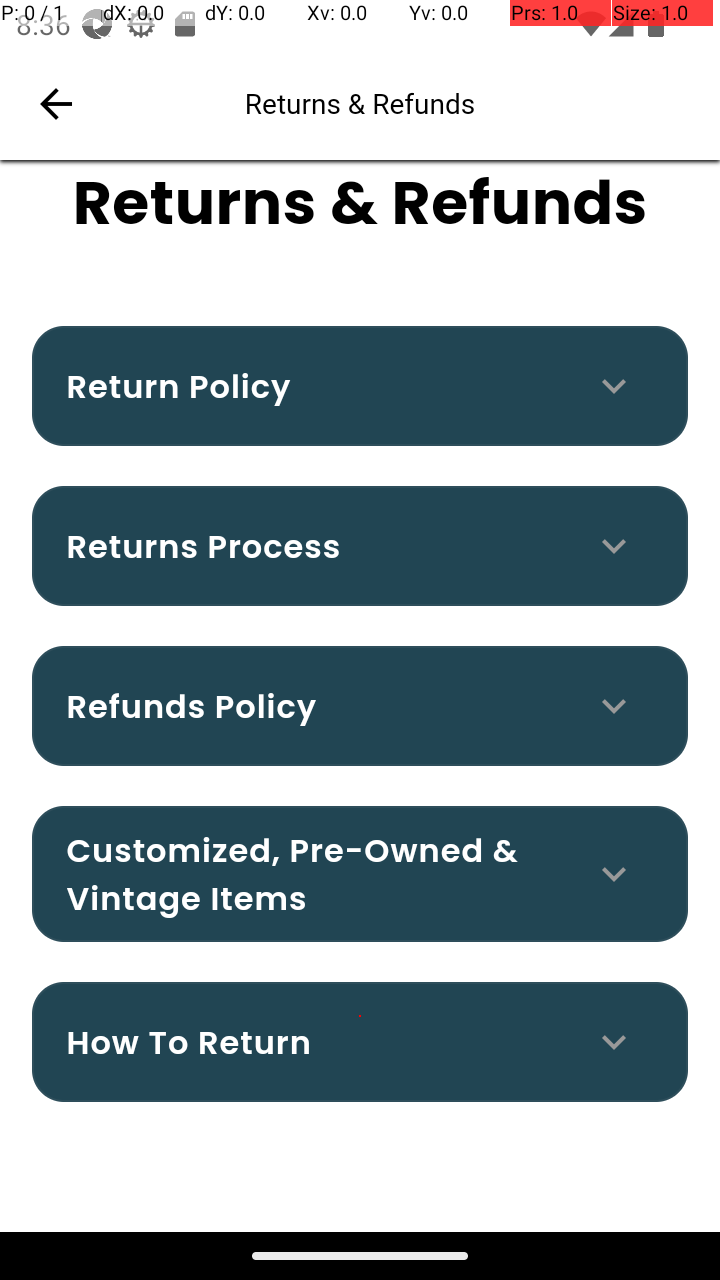 P: 0 / 1 dX: 0.0 dY: 0.0 Xv: 0.0 Yv: 0.0 Prs: 1.0 Size: 1.0
8:36
Returns & Refunds
Returns & Refunds
Return Policy
Returns Process
Refunds Policy
Customized, Pre-Owned &
Vintage Items
How To Return